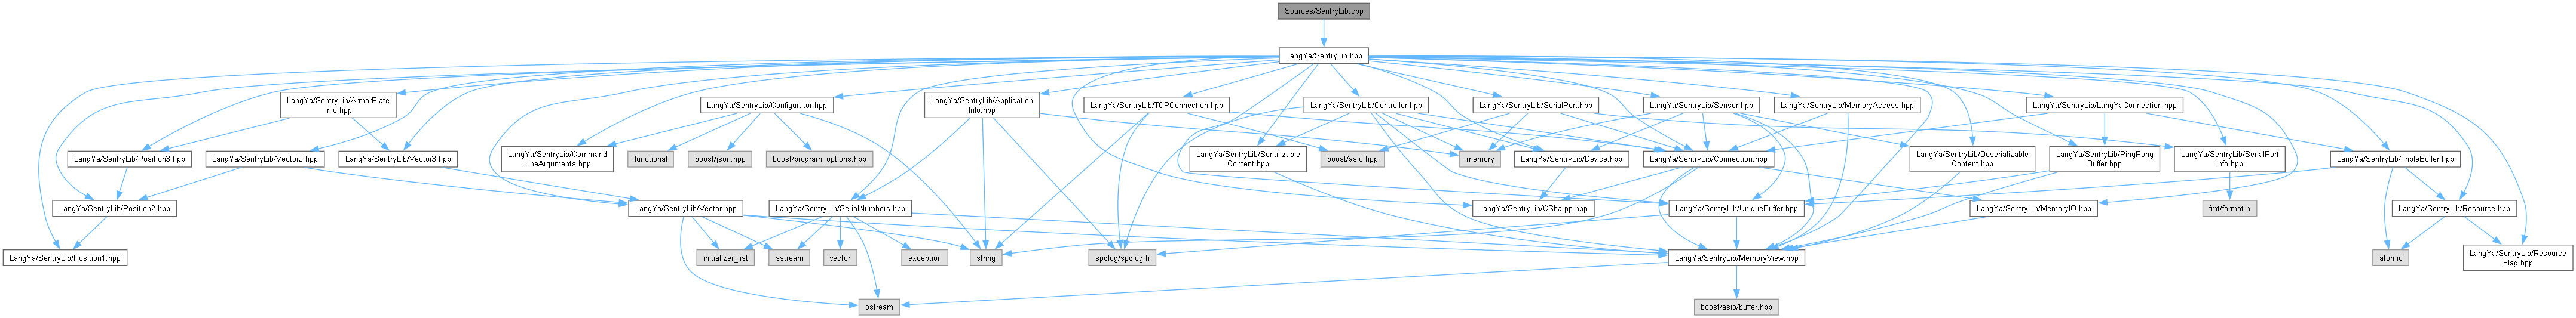 Sources/SentryLib.cpp
LangYa/SentryLib.hpp
LangYa/SentryLib/ArmorPlate
Info.hpp
LangYa/SentryLib/Configurator.hpp
LangYa/SentryLib/Application
Info.hpp
LangYa/SentryLib/TCPConnection.hpp
LangYa/SentryLib/Controller.hpp
LangYa/SentryLib/SerialPort.hpp
LangYa/SentryLib/Sensor.hpp
LangYa/SentryLib/MemoryAccess.hpp
LangYa/SentryLib/LangYaConnection.hpp
LangYa/SentryLib/Position3.hpp
LangYa/SentryLib/Vector2.hpp
LangYa/SentryLib/Vector3.hpp
LangYa/SentryLib/Command
LineArguments.hpp
functional
boost/json.hpp
boost/program_options.hpp
LangYa/SentryLib/Serializable
Content.hpp
boost/asio.hpp
memory
LangYa/SentryLib/Device.hpp
LangYa/SentryLib/Connection.hpp
LangYa/SentryLib/Deserializable
Content.hpp
LangYa/SentryLib/PingPong
Buffer.hpp
LangYa/SentryLib/SerialPort
Info.hpp
LangYa/SentryLib/TripleBuffer.hpp
LangYa/SentryLib/Position2.hpp
LangYa/SentryLib/Vector.hpp
LangYa/SentryLib/SerialNumbers.hpp
LangYa/SentryLib/CSharpp.hpp
LangYa/SentryLib/UniqueBuffer.hpp
LangYa/SentryLib/MemoryIO.hpp
fmt/format.h
LangYa/SentryLib/Resource.hpp
LangYa/SentryLib/Position1.hpp
initializer_list
sstream
vector
exception
string
spdlog/spdlog.h
LangYa/SentryLib/MemoryView.hpp
atomic
LangYa/SentryLib/Resource
Flag.hpp
ostream
boost/asio/buffer.hpp